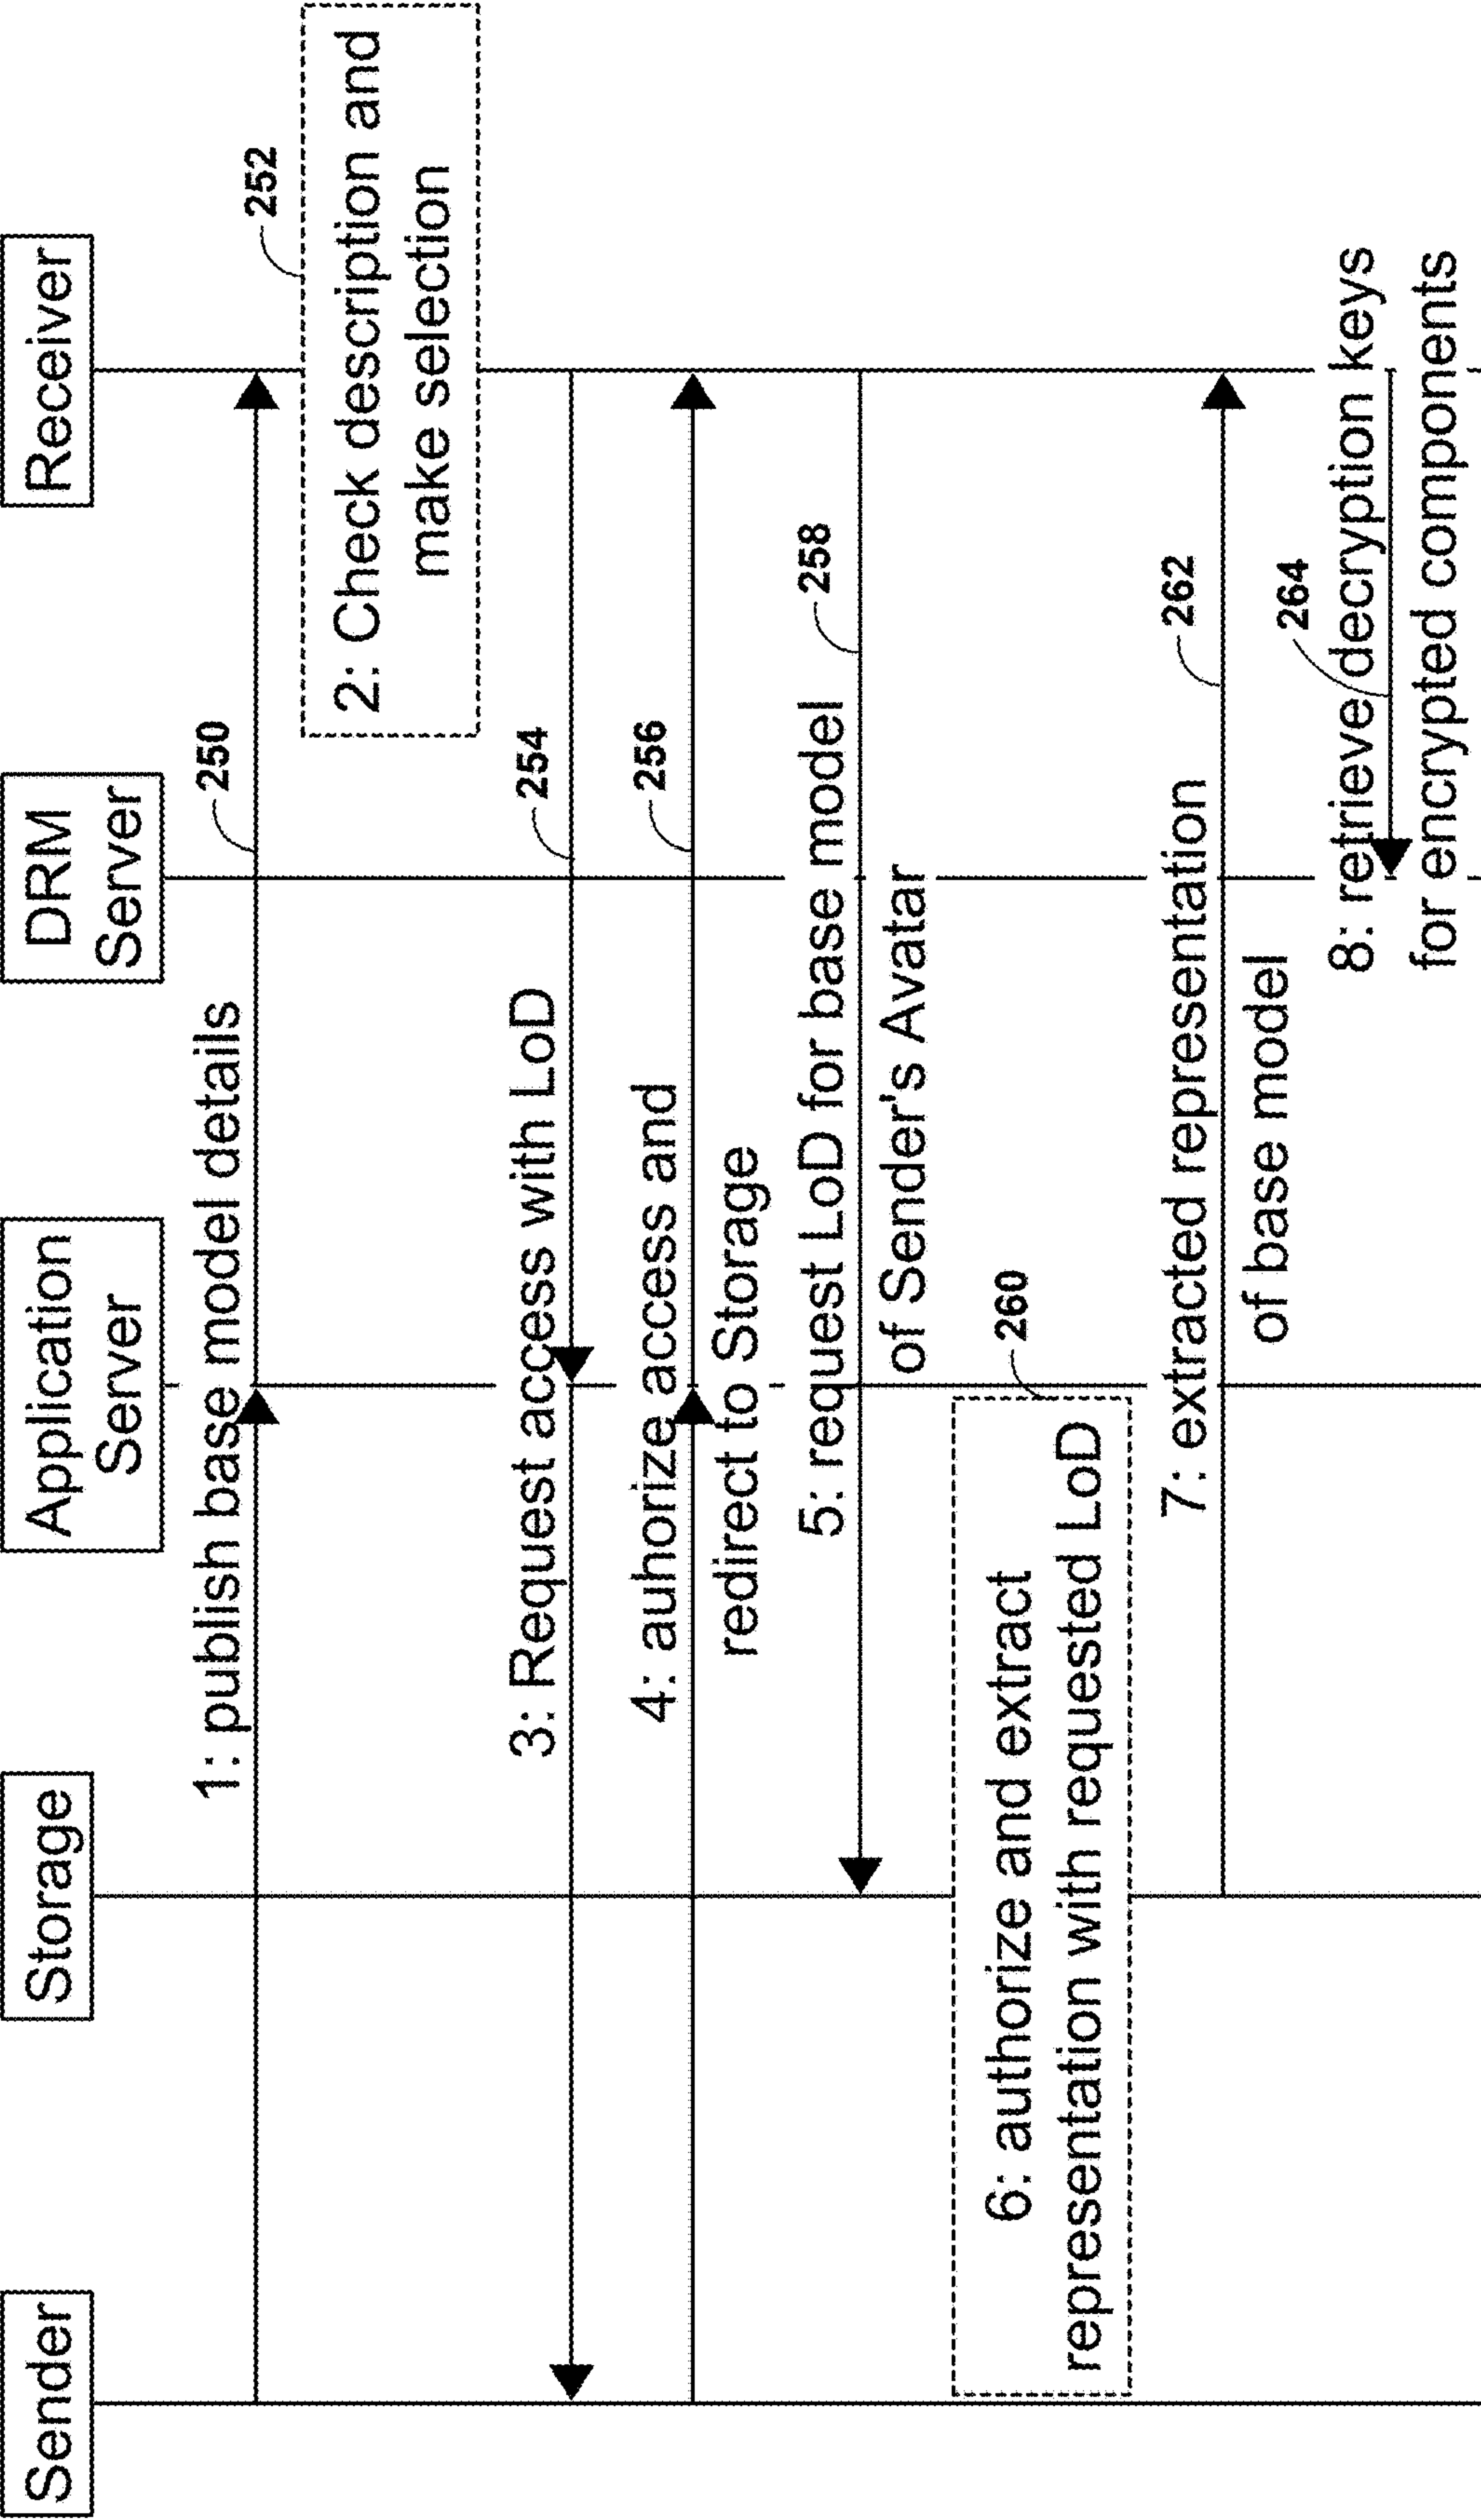 Sender
Storage
Application
Server
DRM
Server
Receiver
1: publish base model details
250
252
2: Check description and
make selection
3: Request access with LoD
254
4: auhorize access and
redirect to Storage
256
5: request LoD for base model
of Sender's Avatar
258
260
6: authorize and extract
representation with requested LoD
7: extracted representation
of base model
262
264
8: retrieve decryption keys
for encrypted components